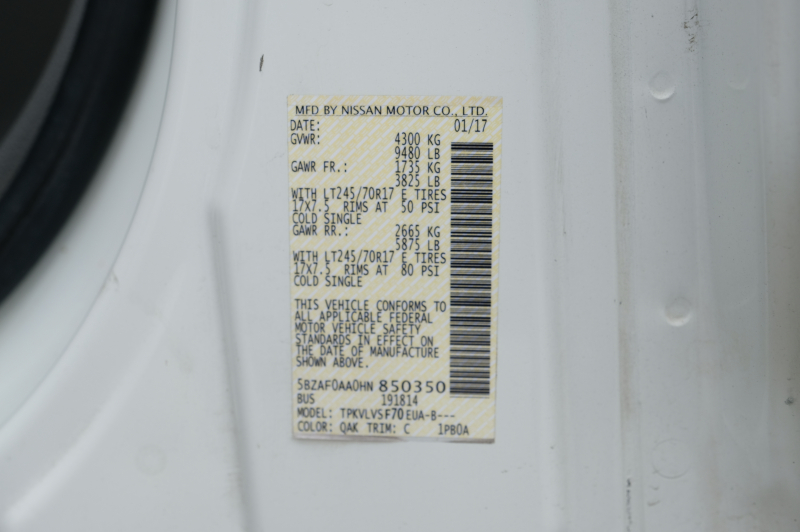 MFD BY NISSAN MOTOR CO., LTD.
DATE: 01/17
GVWR: 4300 KG
9480 LB
GAWR FR.: 1735 KG
3825 LB
WITH LT245/70R17 E TIRES
17X7.5 RIMS AT 50 PSI
COLD SINGLE
GAWR RR.: 2665 KG
5875 LB
WITH LT245/70R17 E TIRES
17X7.5 RIMS AT 80 PSI
COLD SINGLE
THIS VEHICLE CONFORMS TO
ALL APPLICABLE FEDERAL
MOTOR VEHICLE SAFETY
STANDARDS IN EFFECT ON
THE DATE OF MANUFACTURE
SHOWN ABOVE.
5BZAF0AA0HN 850350
BUS 191814
MODEL: TPKVLVSF70EUA-B---
COLOR: QAK TRIM: C 1PB0A